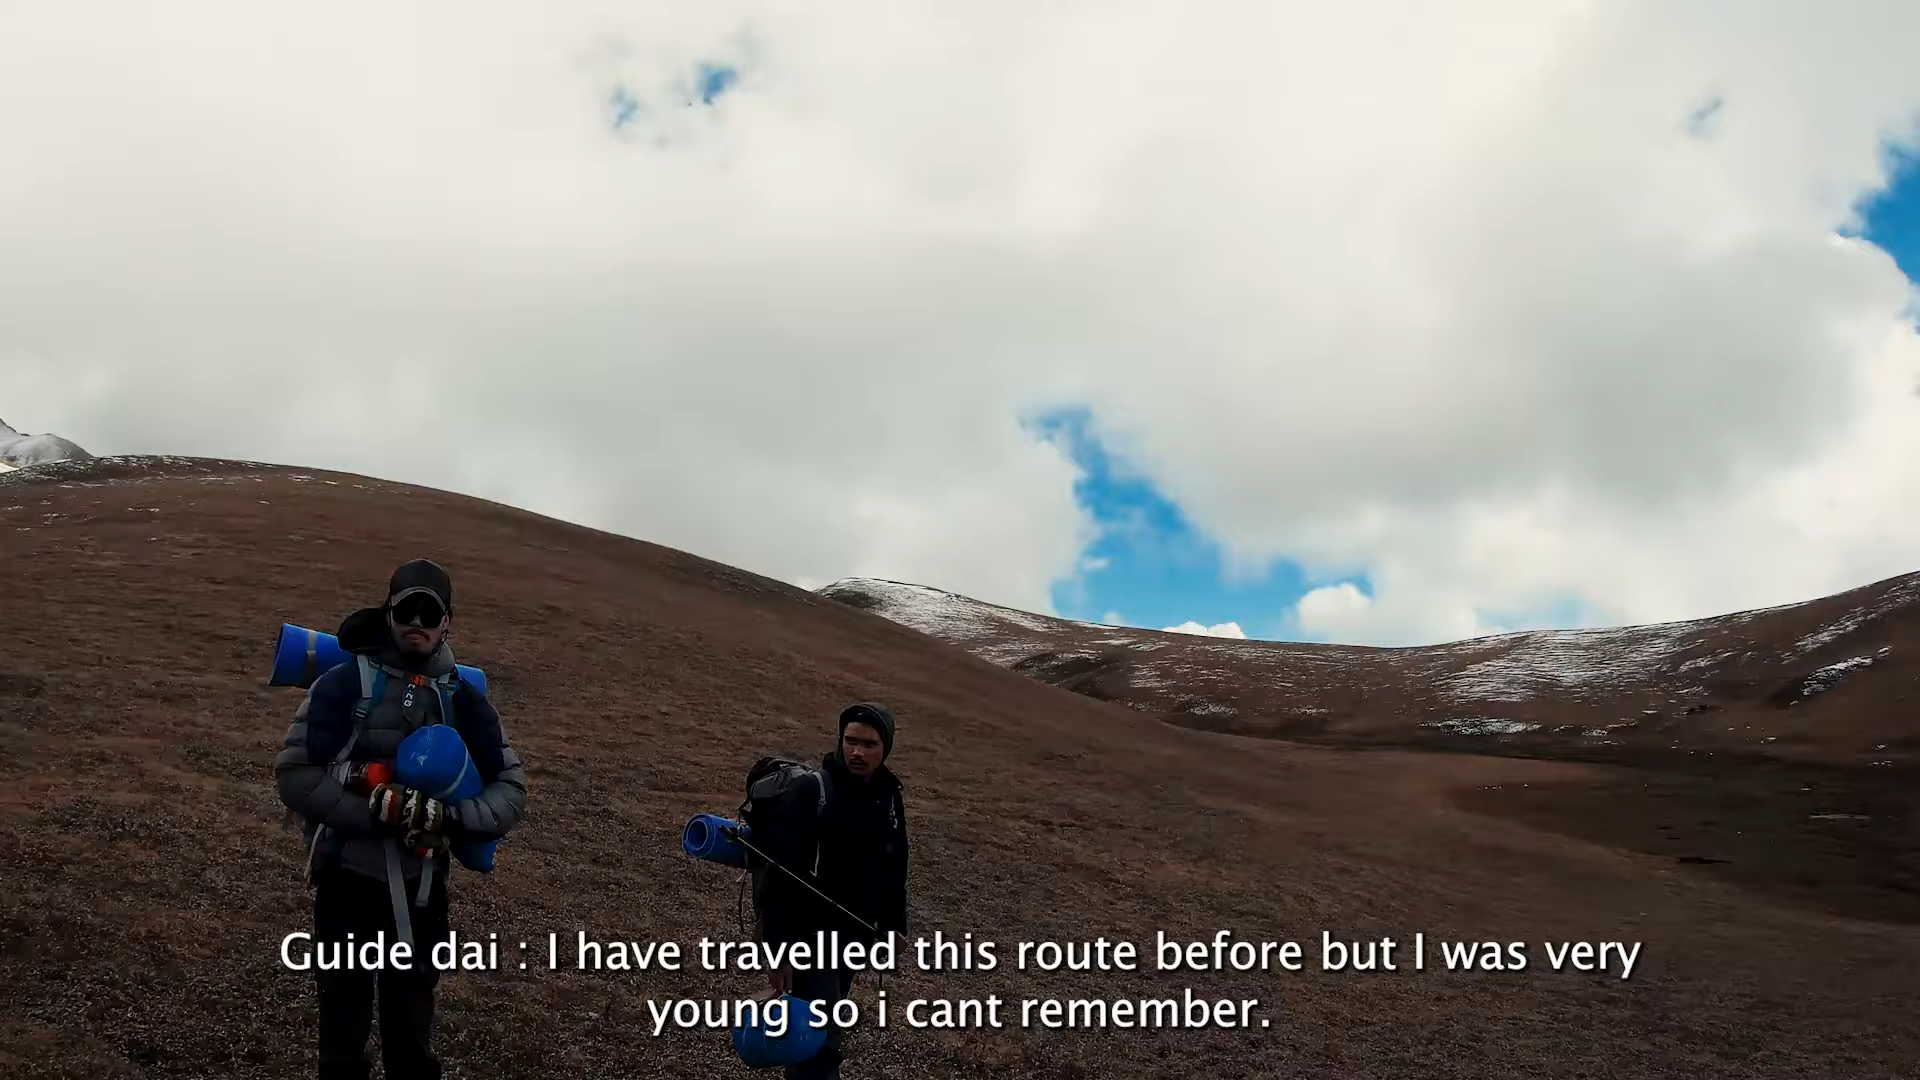 Guide dai : I have travelled this route before but I was very
young so i cant remember.